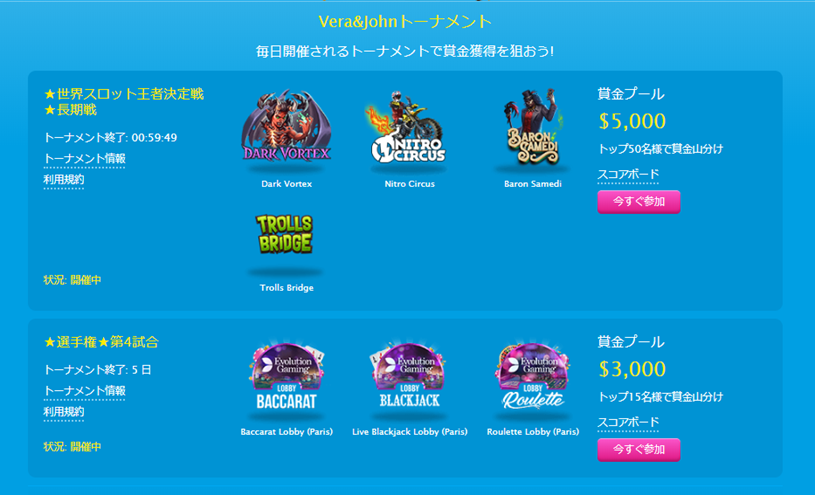 Vera&Johnトーナメント
毎日開催されるトーナメントで賞金獲得を狙おう!
★世界スロット王者決定戦
★長期戦
トーナメント終了: 00:59:49
トーナメント情報
利用規約
状況: 開催中
DARK VORTEX
Dark Vortex
NITRO
CIRCUS
Nitro Circus
BARON
SAMEDI
Baron Samedi
TROLLS
BRIDGE
Trolls Bridge
賞金プール
$5,000
トップ50名様で賞金山分け
スコアボード
今すぐ参加
★選手権★第4試合
トーナメント終了: 5 日
トーナメント情報
利用規約
状況: 開催中
Evolution
Gaming
LOBBY
BACCARAT
Baccarat Lobby (Paris)
Evolution
Gaming
LOBBY
BLACKJACK
Live Blackjack Lobby (Paris)
Evolution
Gaming
LOBBY
Roulette
Roulette Lobby (Paris)
賞金プール
$3,000
トップ15名様で賞金山分け
スコアボード
今すぐ参加